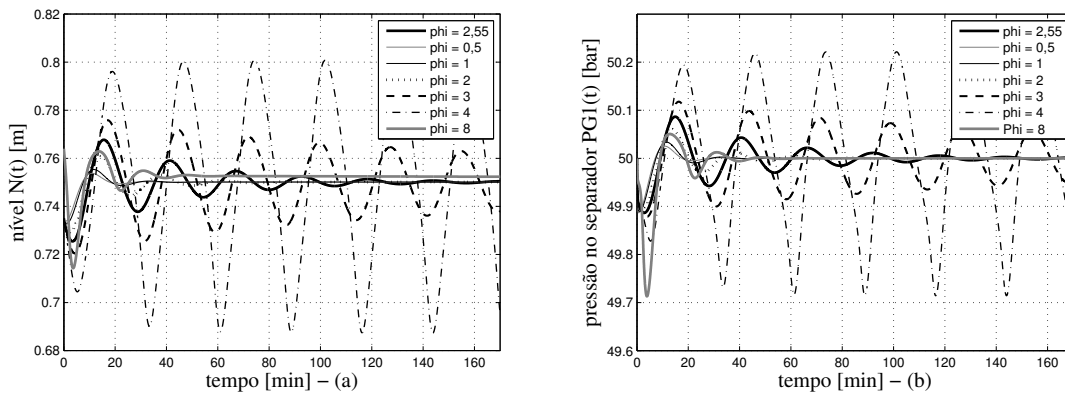 0.82
0.8
0.78
0.76
0.74
0.72
0.7
0.68
nível N(t) [m]
0
20
40
60
80
100
120
140
160
tempo [min] − (a)
phi = 2,55
phi = 0,5
phi = 1
phi = 2
phi = 3
phi = 4
phi = 8
50.2
50.1
50
49.9
49.8
49.7
49.6
pressão no separador PG1(t) [bar]
0
20
40
60
80
100
120
140
160
tempo [min] − (b)
phi = 2,55
phi = 0,5
phi = 1
phi = 2
phi = 3
phi = 4
Phi = 8